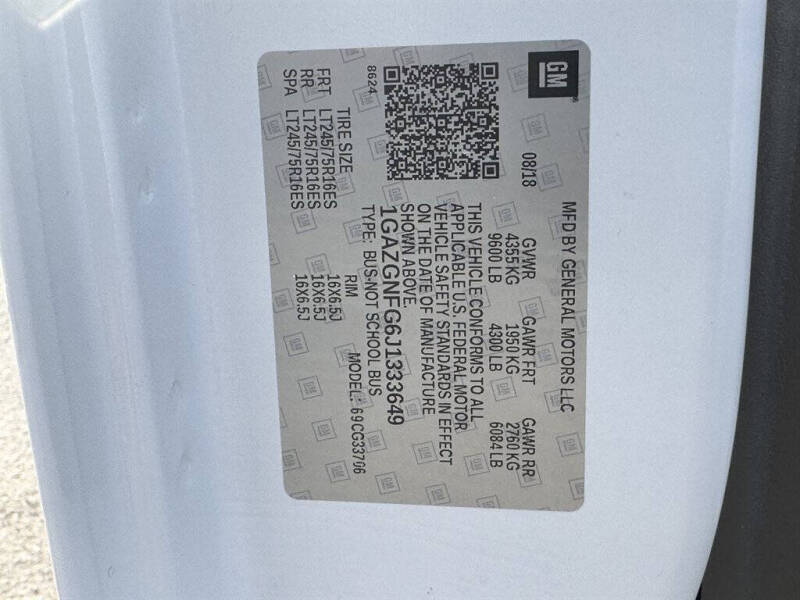 GM
MFD BY GENERAL MOTORS LLC
08/18 GVWR GAWR FRT GAWR RR
4355 KG 1950 KG 2760 KG
9600 LB 4300 LB 6084 LB
THIS VEHICLE CONFORMS TO ALL
APPLICABLE U.S. FEDERAL MOTOR
VEHICLE SAFETY STANDARDS IN EFFECT
ON THE DATE OF MANUFACTURE
SHOWN ABOVE.
1GAZGNFG6J1333649
8624 TYPE: BUS-NOT SCHOOL BUS
MODEL: 69CG33706
TIRE SIZE RIM
FRT LT245/75R16ES 16X6.5J
RR LT245/75R16ES 16X6.5J
SPA LT245/75R16ES 16X6.5J